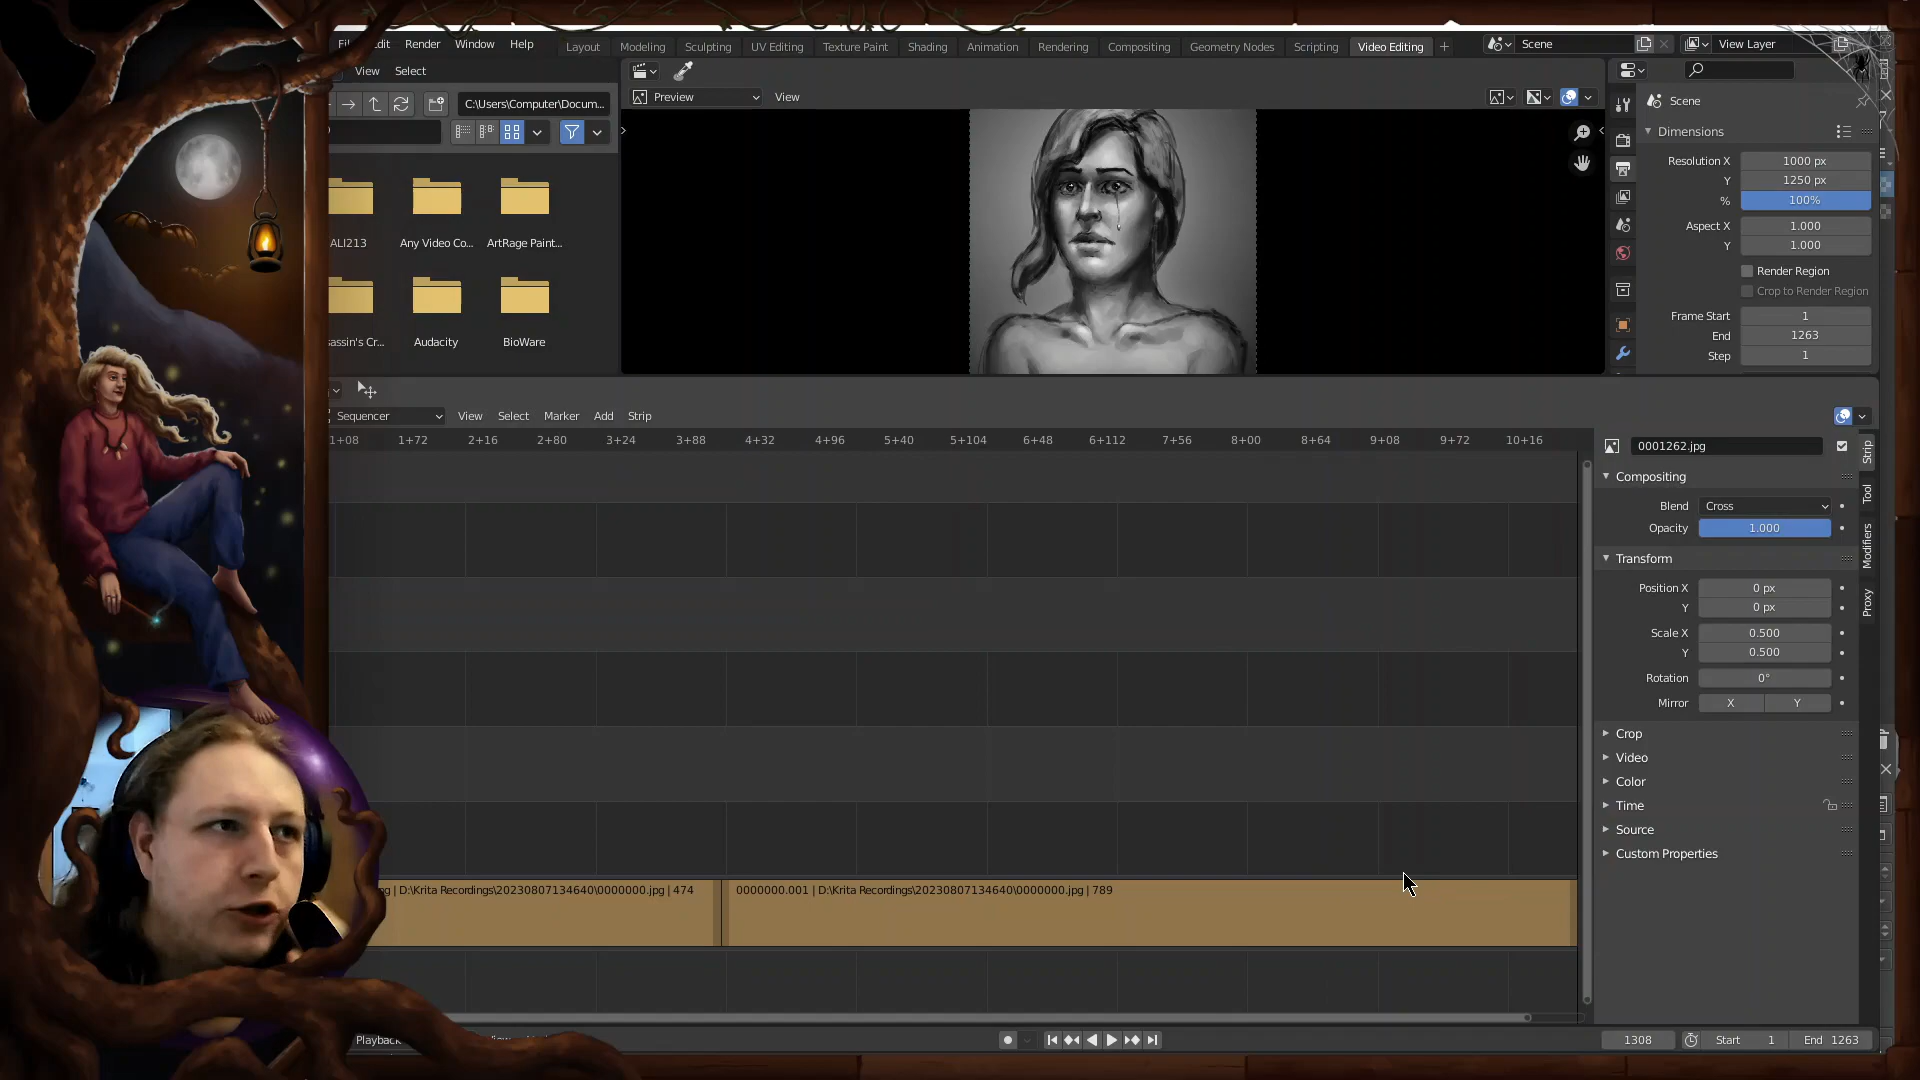 Render Window Help Layout Modeling Sculpting UV Editing Texture Paint Shading Animation Rendering Compositing Geometry Nodes Scripting Video Editing + Scene View Layer
View Select
C:\Users\Computer\Docum...
Preview View
Scene
Dimensions
Resolution X 1000 px
Y 1250 px
% 100%
Aspect X 1.000
Y 1.000
Render Region
Crop to Render Region
Frame Start 1
End 1263
Step 1
ALI213 Any Video Co... ArtRage Paint...
sassin's Cr... Audacity BioWare
Sequencer View Select Marker Add Strip
1+08 1+72 2+16 2+80 3+24 3+88 4+32 4+96 5+40 5+104 6+48 6+112 7+56 8+00 8+64 9+08 9+72 10+16
0001262.jpg
Compositing
Blend Cross
Opacity 1.000
Transform
Position X 0 px
Y 0 px
Scale X 0.500
Y 0.500
Rotation 0°
Mirror X Y
Crop
Video
Color
Time
Source
Custom Properties
Strip
Tool
Modifiers
Proxy
| D:\Krita Recordings\20230807134640\0000000.jpg | 474
0000000.001 | D:\Krita Recordings\20230807134640\0000000.jpg | 789
Playback
1308 Start 1 End 1263